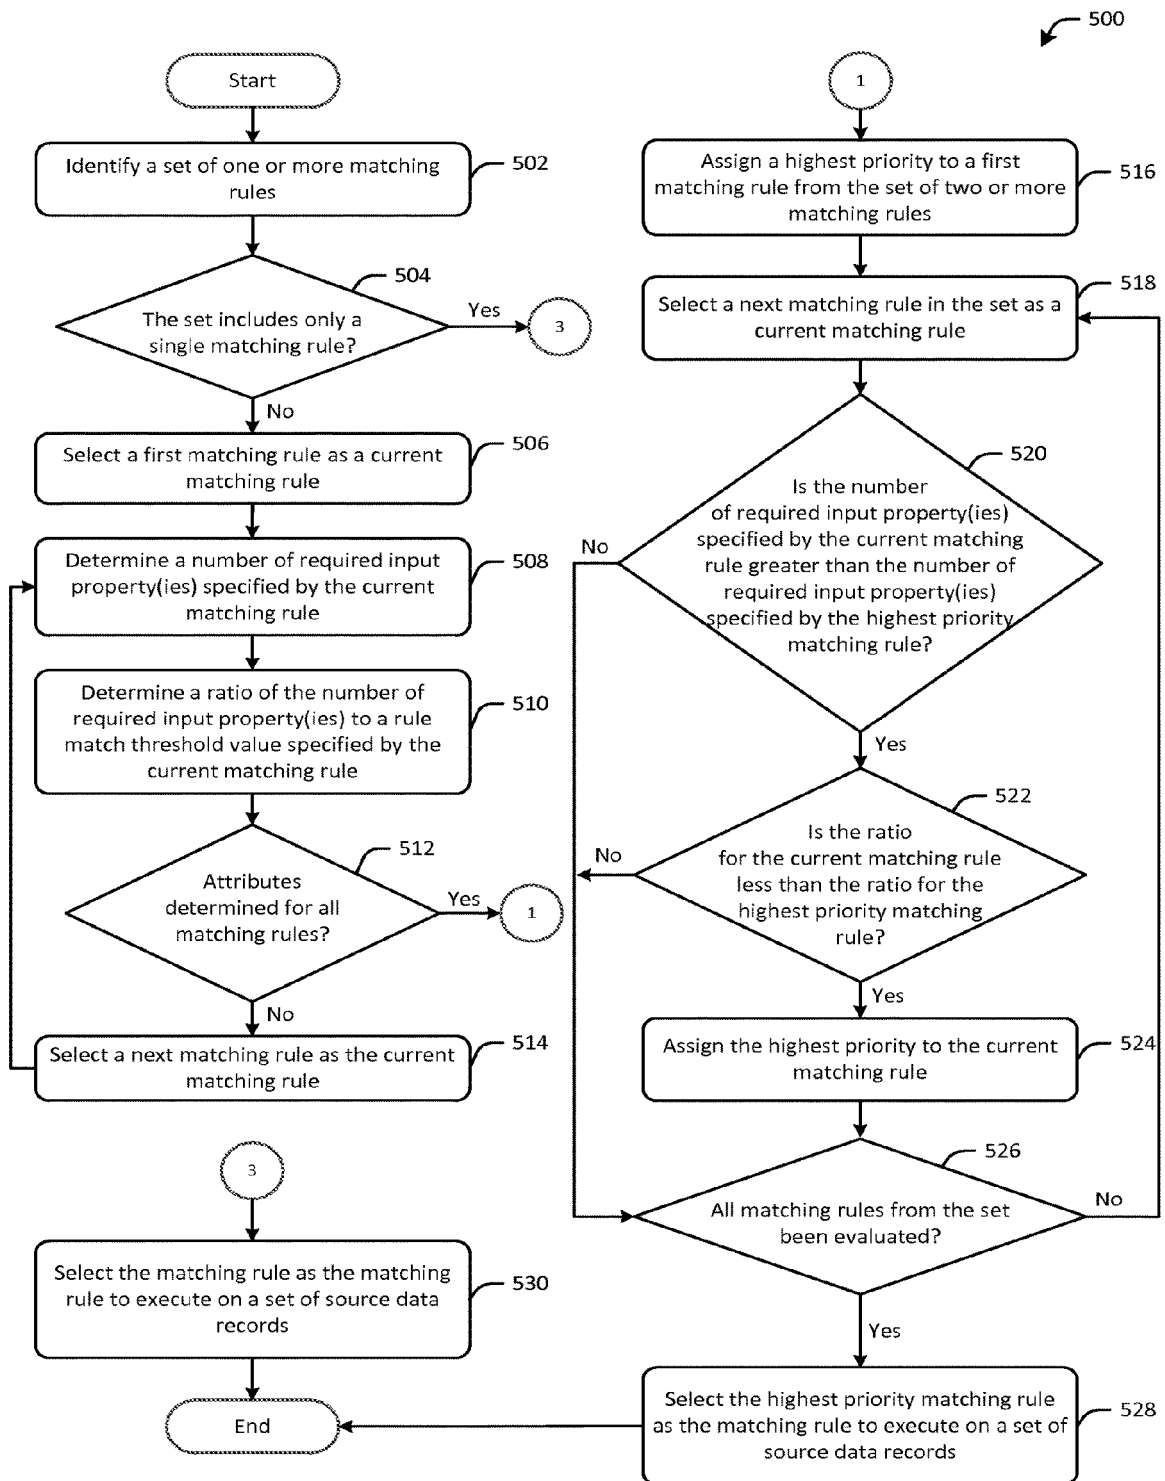 500
Start
Identify a set of one or more matching
rules
502
504
The set includes only a
single matching rule?
Yes
3
No
Select a first matching rule as a current
matching rule
506
Determine a number of required input
property(ies) specified by the current
matching rule
508
Determine a ratio of the number of
required input property(ies) to a rule
match threshold value specified by the
current matching rule
510
512
Attributes
determined for all
matching rules?
Yes
1
No
Select a next matching rule as the current
matching rule
514
3
Select the matching rule as the matching
rule to execute on a set of source data
records
530
End
1
Assign a highest priority to a first
matching rule from the set of two or more
matching rules
516
Select a next matching rule in the set as a
current matching rule
518
520
Is the number
of required input property(ies)
specified by the current matching
rule greater than the number of
required input property(ies)
specified by the highest priority
matching rule?
No
Yes
522
Is the ratio
for the current matching rule
less than the ratio for the
highest priority matching
rule?
No
Yes
Assign the highest priority to the current
matching rule
524
526
All matching rules from the set
been evaluated?
No
Yes
Select the highest priority matching rule
as the matching rule to execute on a set of
source data records
528